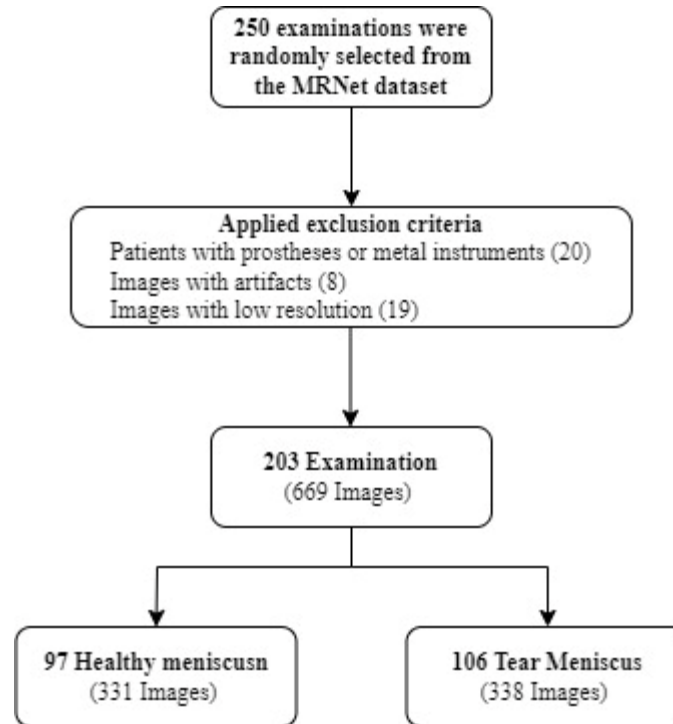 250 examinations were
randomly selected from
the MRNet dataset
Applied exclusion criteria
Patients with prostheses or metal instruments (20)
Images with artifacts (8)
Images with low resolution (19)
203 Examination
(669 Images)
97 Healthy meniscusn
(331 Images)
106 Tear Meniscus
(338 Images)